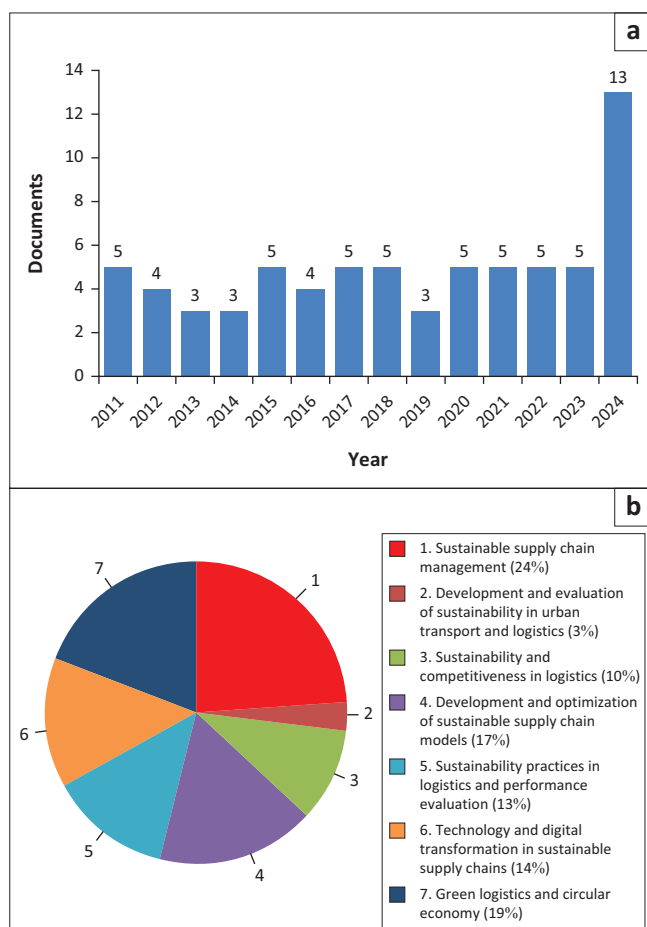 a
14
12
10
8
6
4
2
0
Documents
5
4
3
3
5
4
5
5
3
5
5
5
5
13
2011
2012
2013
2014
2015
2016
2017
2018
2019
2020
2021
2022
2023
2024
Year
b
1
2
3
4
5
6
7
1. Sustainable supply chain
management (24%)
2. Development and evaluation
of sustainability in urban
transport and logistics (3%)
3. Sustainability and
competitiveness in logistics (10%)
4. Development and optimization
of sustainable supply chain
models (17%)
5. Sustainability practices in
logistics and performance
evaluation (13%)
6. Technology and digital
transformation in sustainable
supply chains (14%)
7. Green logistics and circular
economy (19%)